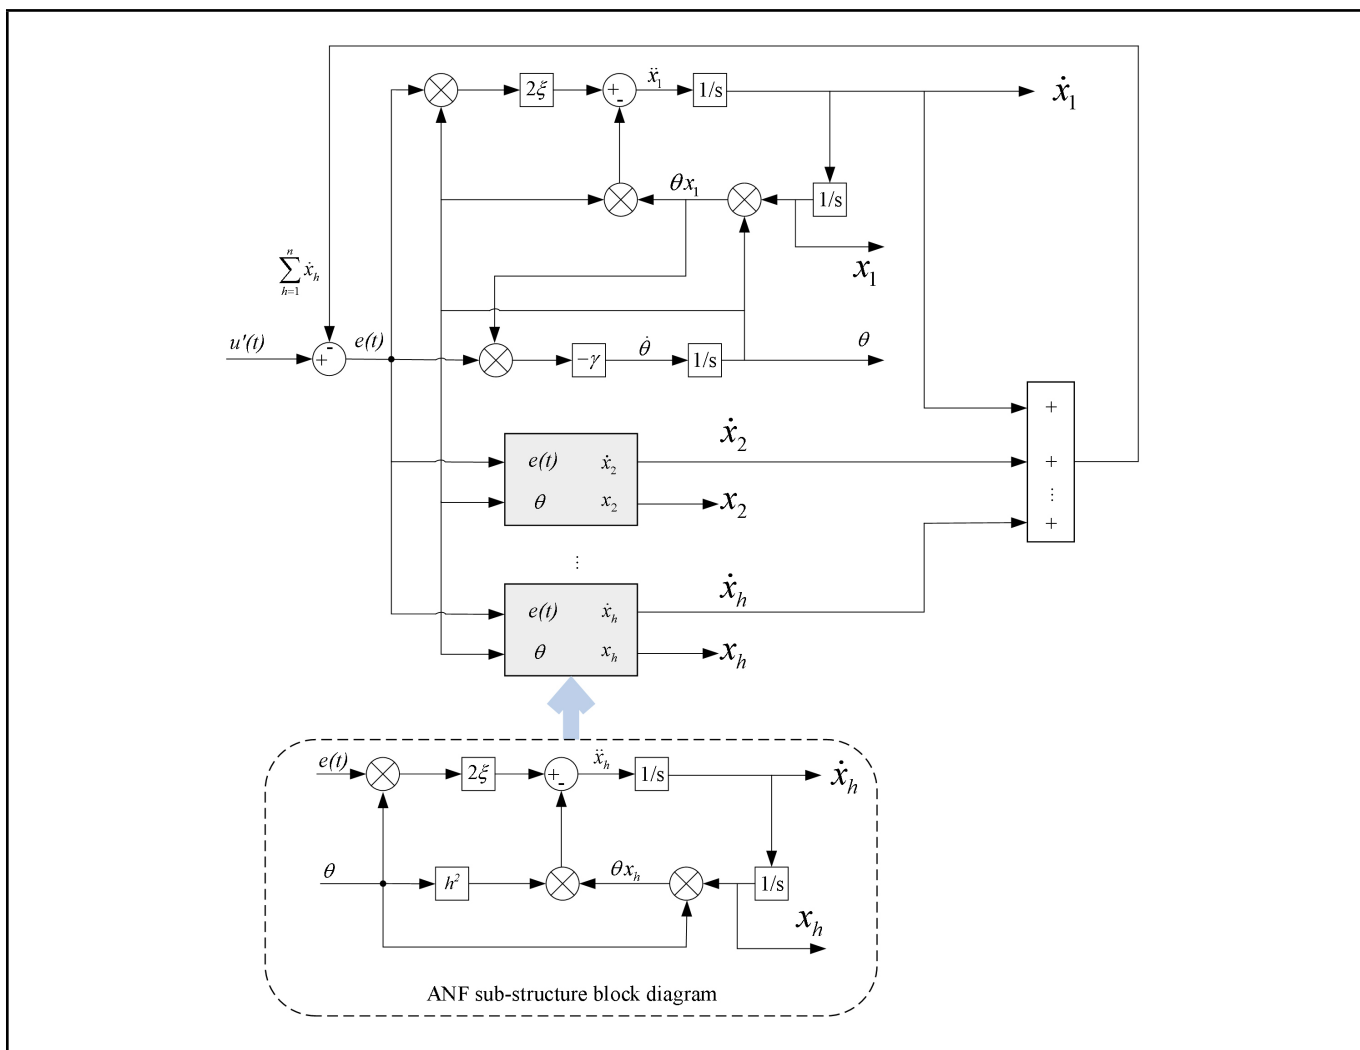 2ξ + - ẍ₁ 1/s ẋ₁
θx₁ 1/s
x₁
∑ₕ₌₁ⁿ ẋₕ
u'(t) + - e(t) −γ θ̇ 1/s θ
+
ẋ₂
e(t) ẋ₂ +
θ x₂ x₂ ⋮
+
⋮
ẋₕ
e(t) ẋₕ
θ xₕ xₕ
e(t) 2ξ + - ẍₕ 1/s ẋₕ
θ h² θxₕ 1/s
xₕ
ANF sub-structure block diagram